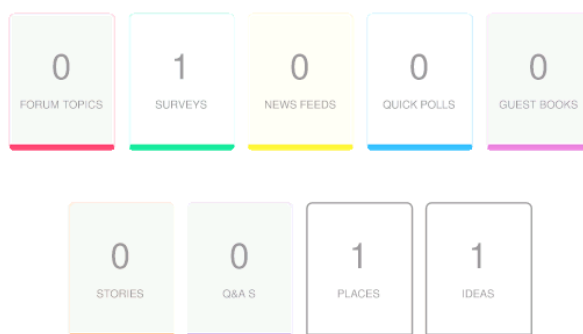 0 1 0 0 0
FORUM TOPICS SURVEYS NEWS FEEDS QUICK POLLS GUEST BOOKS
0 0 1 1
STORIES Q&A S PLACES IDEAS